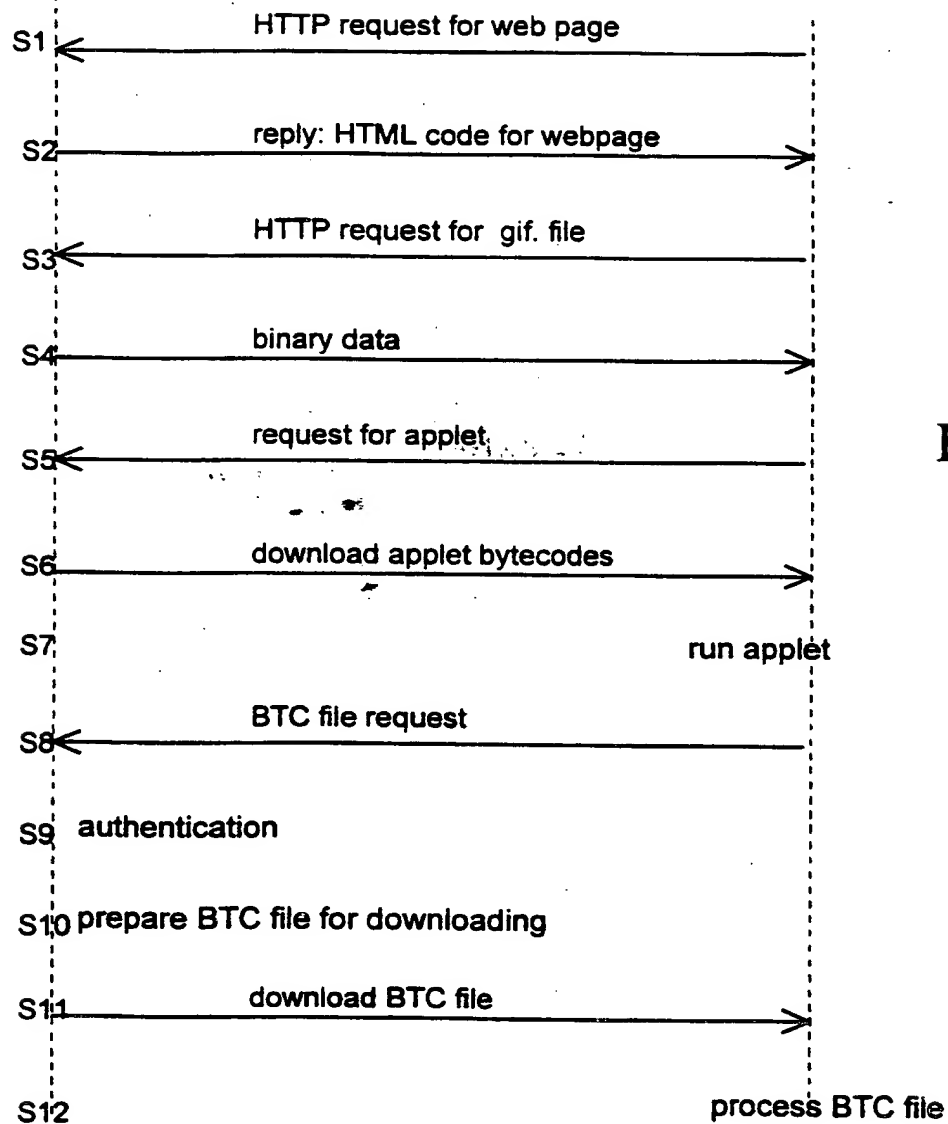 HTTP request for web page
S1
reply: HTML code for webpage
S2
HTTP request for gif. file
S3
binary data
S4
request for applet
S5
download applet bytecodes
S6
S7 run applet
BTC file request
S8
S9 authentication
S10 prepare BTC file for downloading
download BTC file
S11
S12 process BTC file